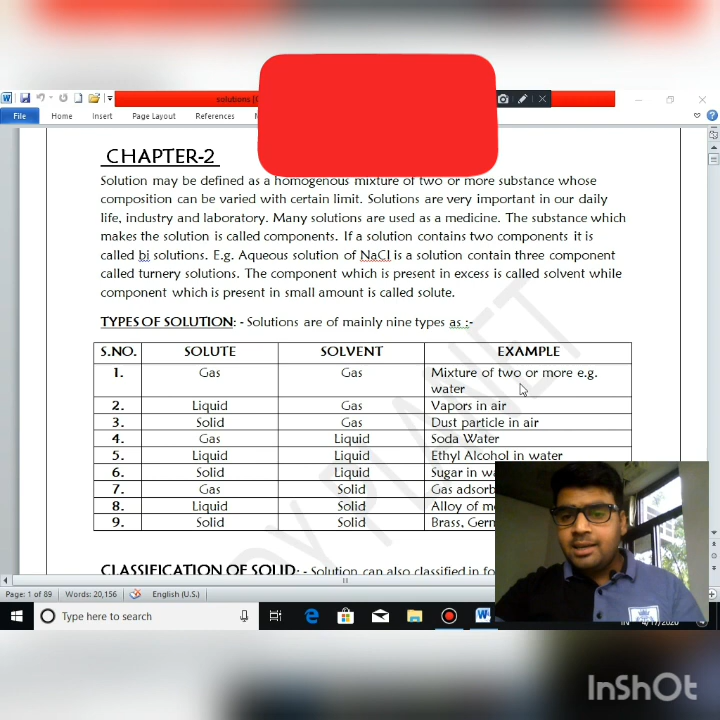 solutions [C
File Home Insert Page Layout References
CHAPTER-2
Solution may be defined as a homogenous mixture of two or more substance whose
composition can be varied with certain limit. Solutions are very important in our daily
life, industry and laboratory. Many solutions are used as a medicine. The substance which
makes the solution is called components. If a solution contains two components it is
called bi solutions. E.g. Aqueous solution of NaCl is a solution contain three component
called turnery solutions. The component which is present in excess is called solvent while
component which is present in small amount is called solute.
TYPES OF SOLUTION: - Solutions are of mainly nine types as :-
S.NO. SOLUTE SOLVENT EXAMPLE
1. Gas Gas Mixture of two or more e.g.
water
2. Liquid Gas Vapors in air
3. Solid Gas Dust particle in air
4. Gas Liquid Soda Water
5. Liquid Liquid Ethyl Alcohol in water
6. Solid Liquid Sugar in wa
7. Gas Solid Gas adsorb
8. Liquid Solid Alloy of m
9. Solid Solid Brass, Germ
CLASSIFICATION OF SOLID: - Solution can also classified in fo
Page: 1 of 89 Words: 20,156 English (U.S.)
Type here to search
IN 4/17/2020
InShOt